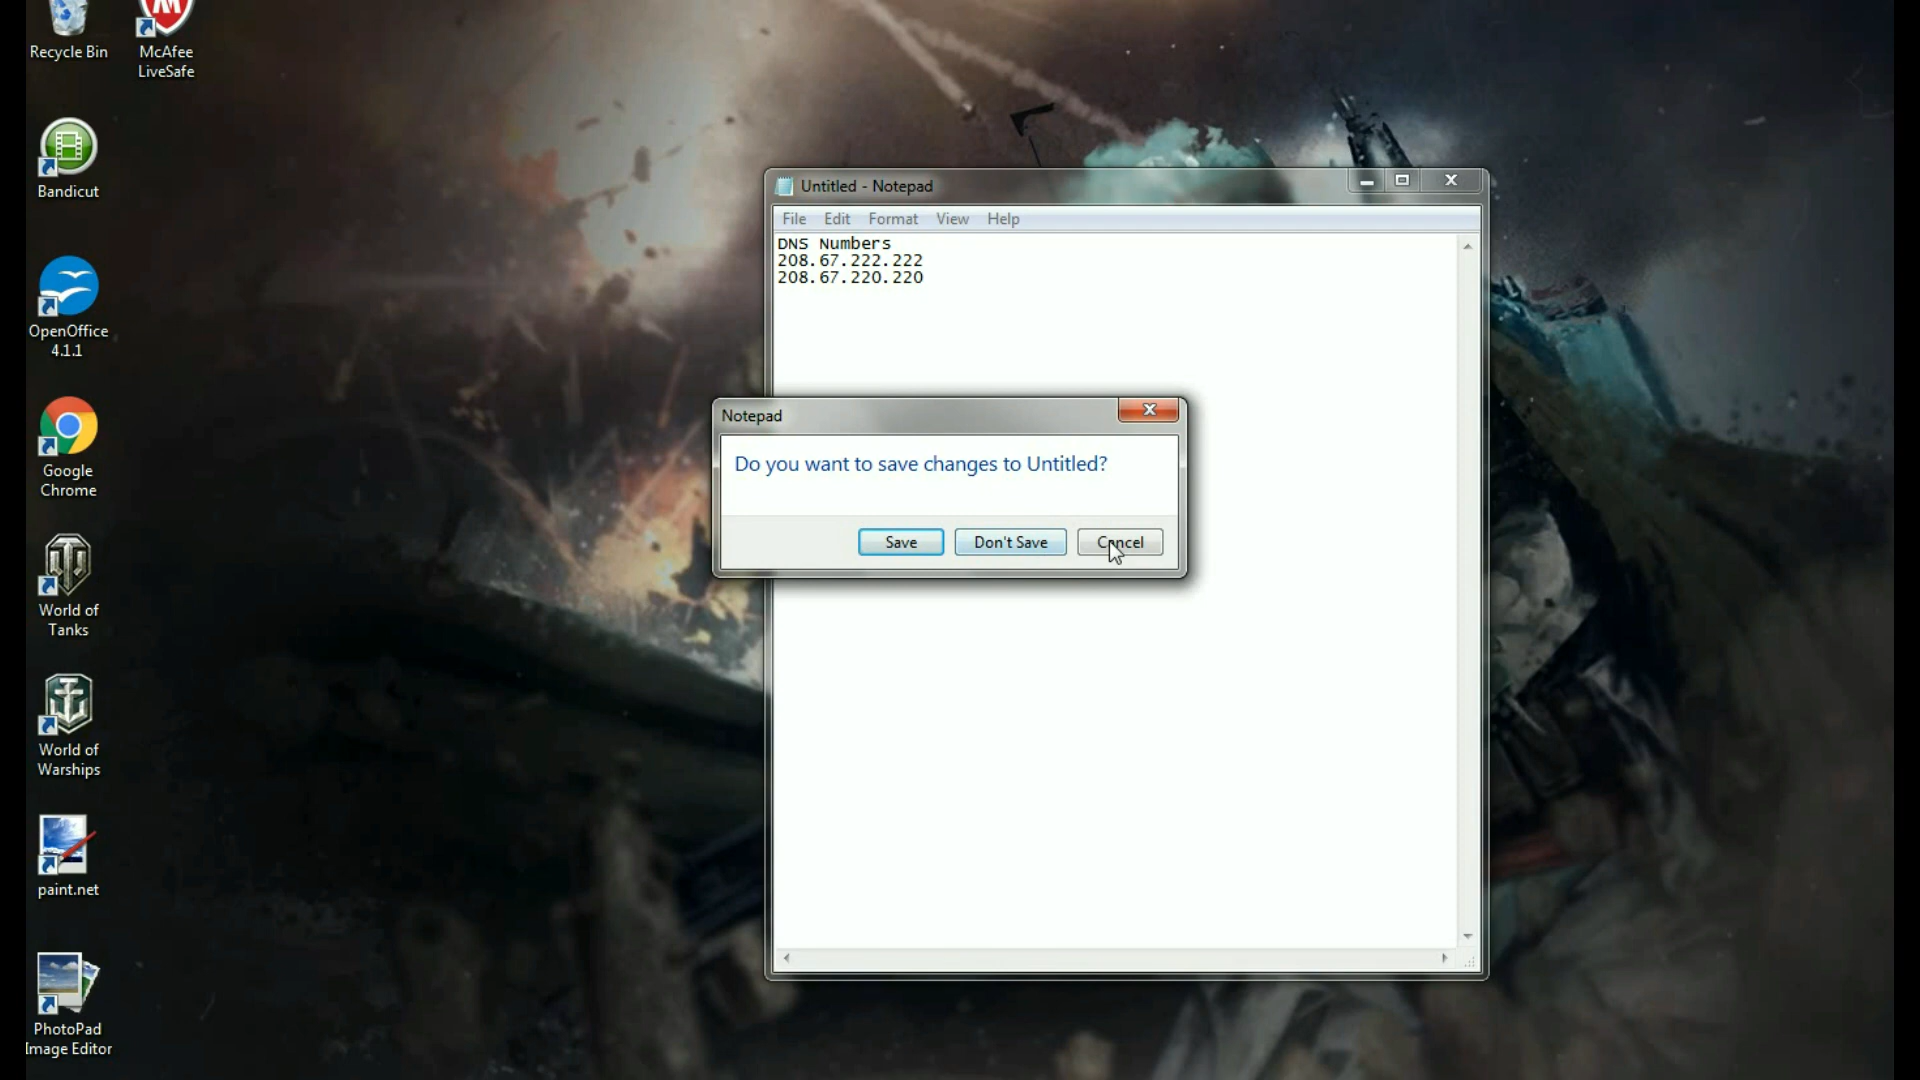 Recycle Bin
McAfee
LiveSafe
Bandicut
OpenOffice
4.1.1
Google
Chrome
World of
Tanks
World of
Warships
paint.net
PhotoPad
Image Editor
Untitled - Notepad
File Edit Format View Help
DNS Numbers
208.67.222.222
208.67.220.220
Notepad
Do you want to save changes to Untitled?
Save Don't Save Cancel